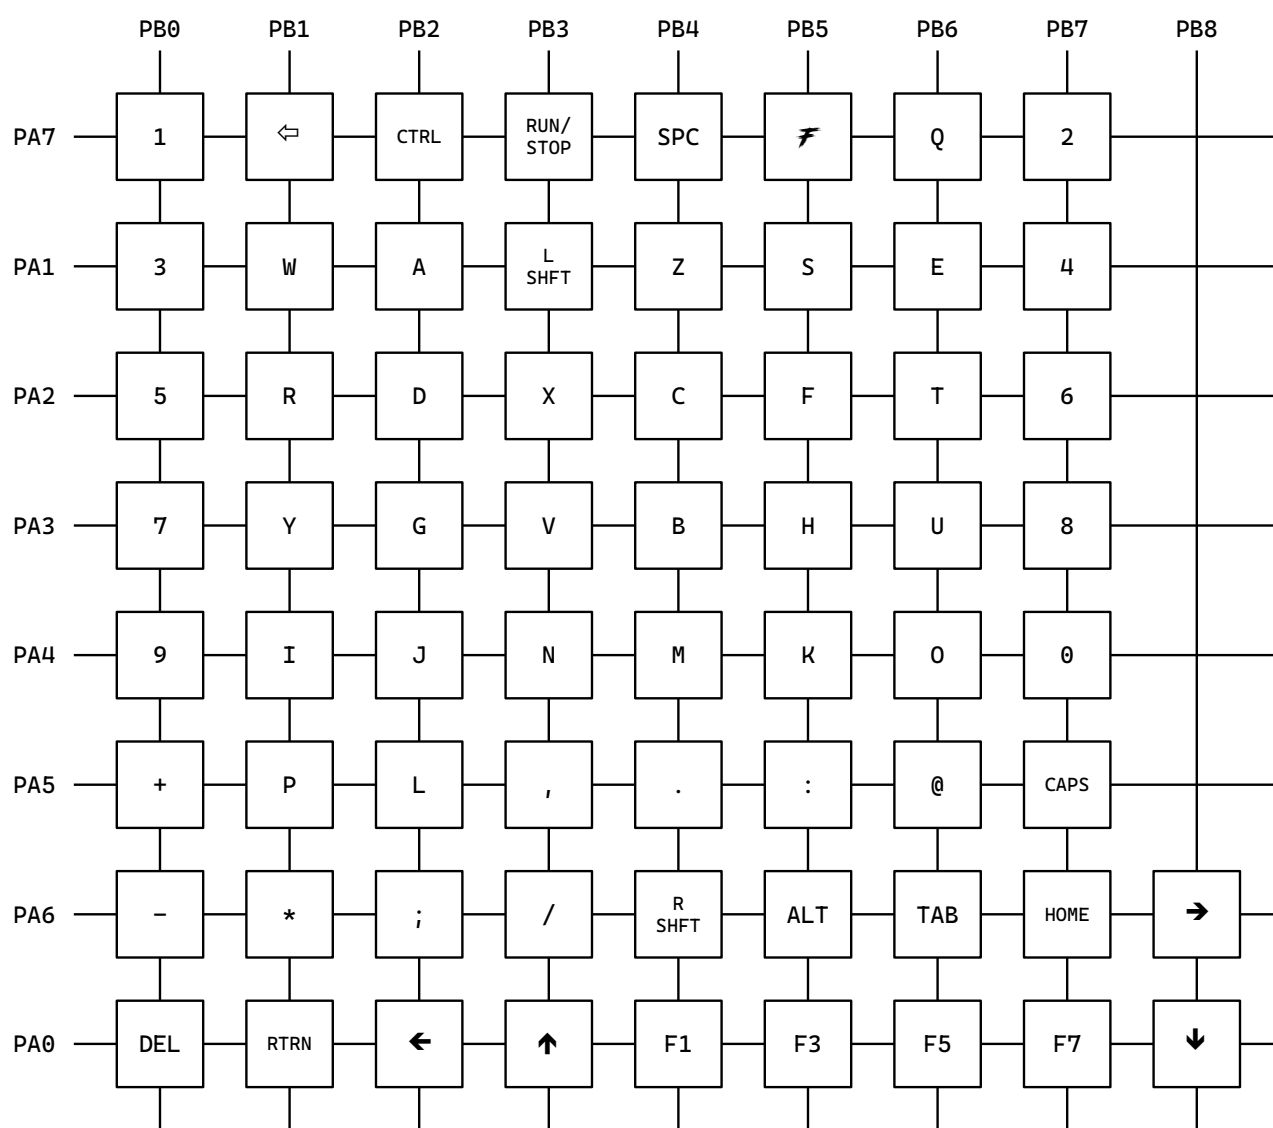 PB0 PB1 PB2 PB3 PB4 PB5 PB6 PB7 PB8
PA7 1 ⇦ CTRL RUN/ STOP SPC Q 2
PA1 3 W A L SHFT Z S E 4
PA2 5 R D X C F T 6
PA3 7 Y G V B H U 8
PA4 9 I J N M K O 0
PA5 + P L , . : @ CAPS
PA6 - * ; / R SHFT ALT TAB HOME →
PA0 DEL RTRN ← ↑ F1 F3 F5 F7 ↓